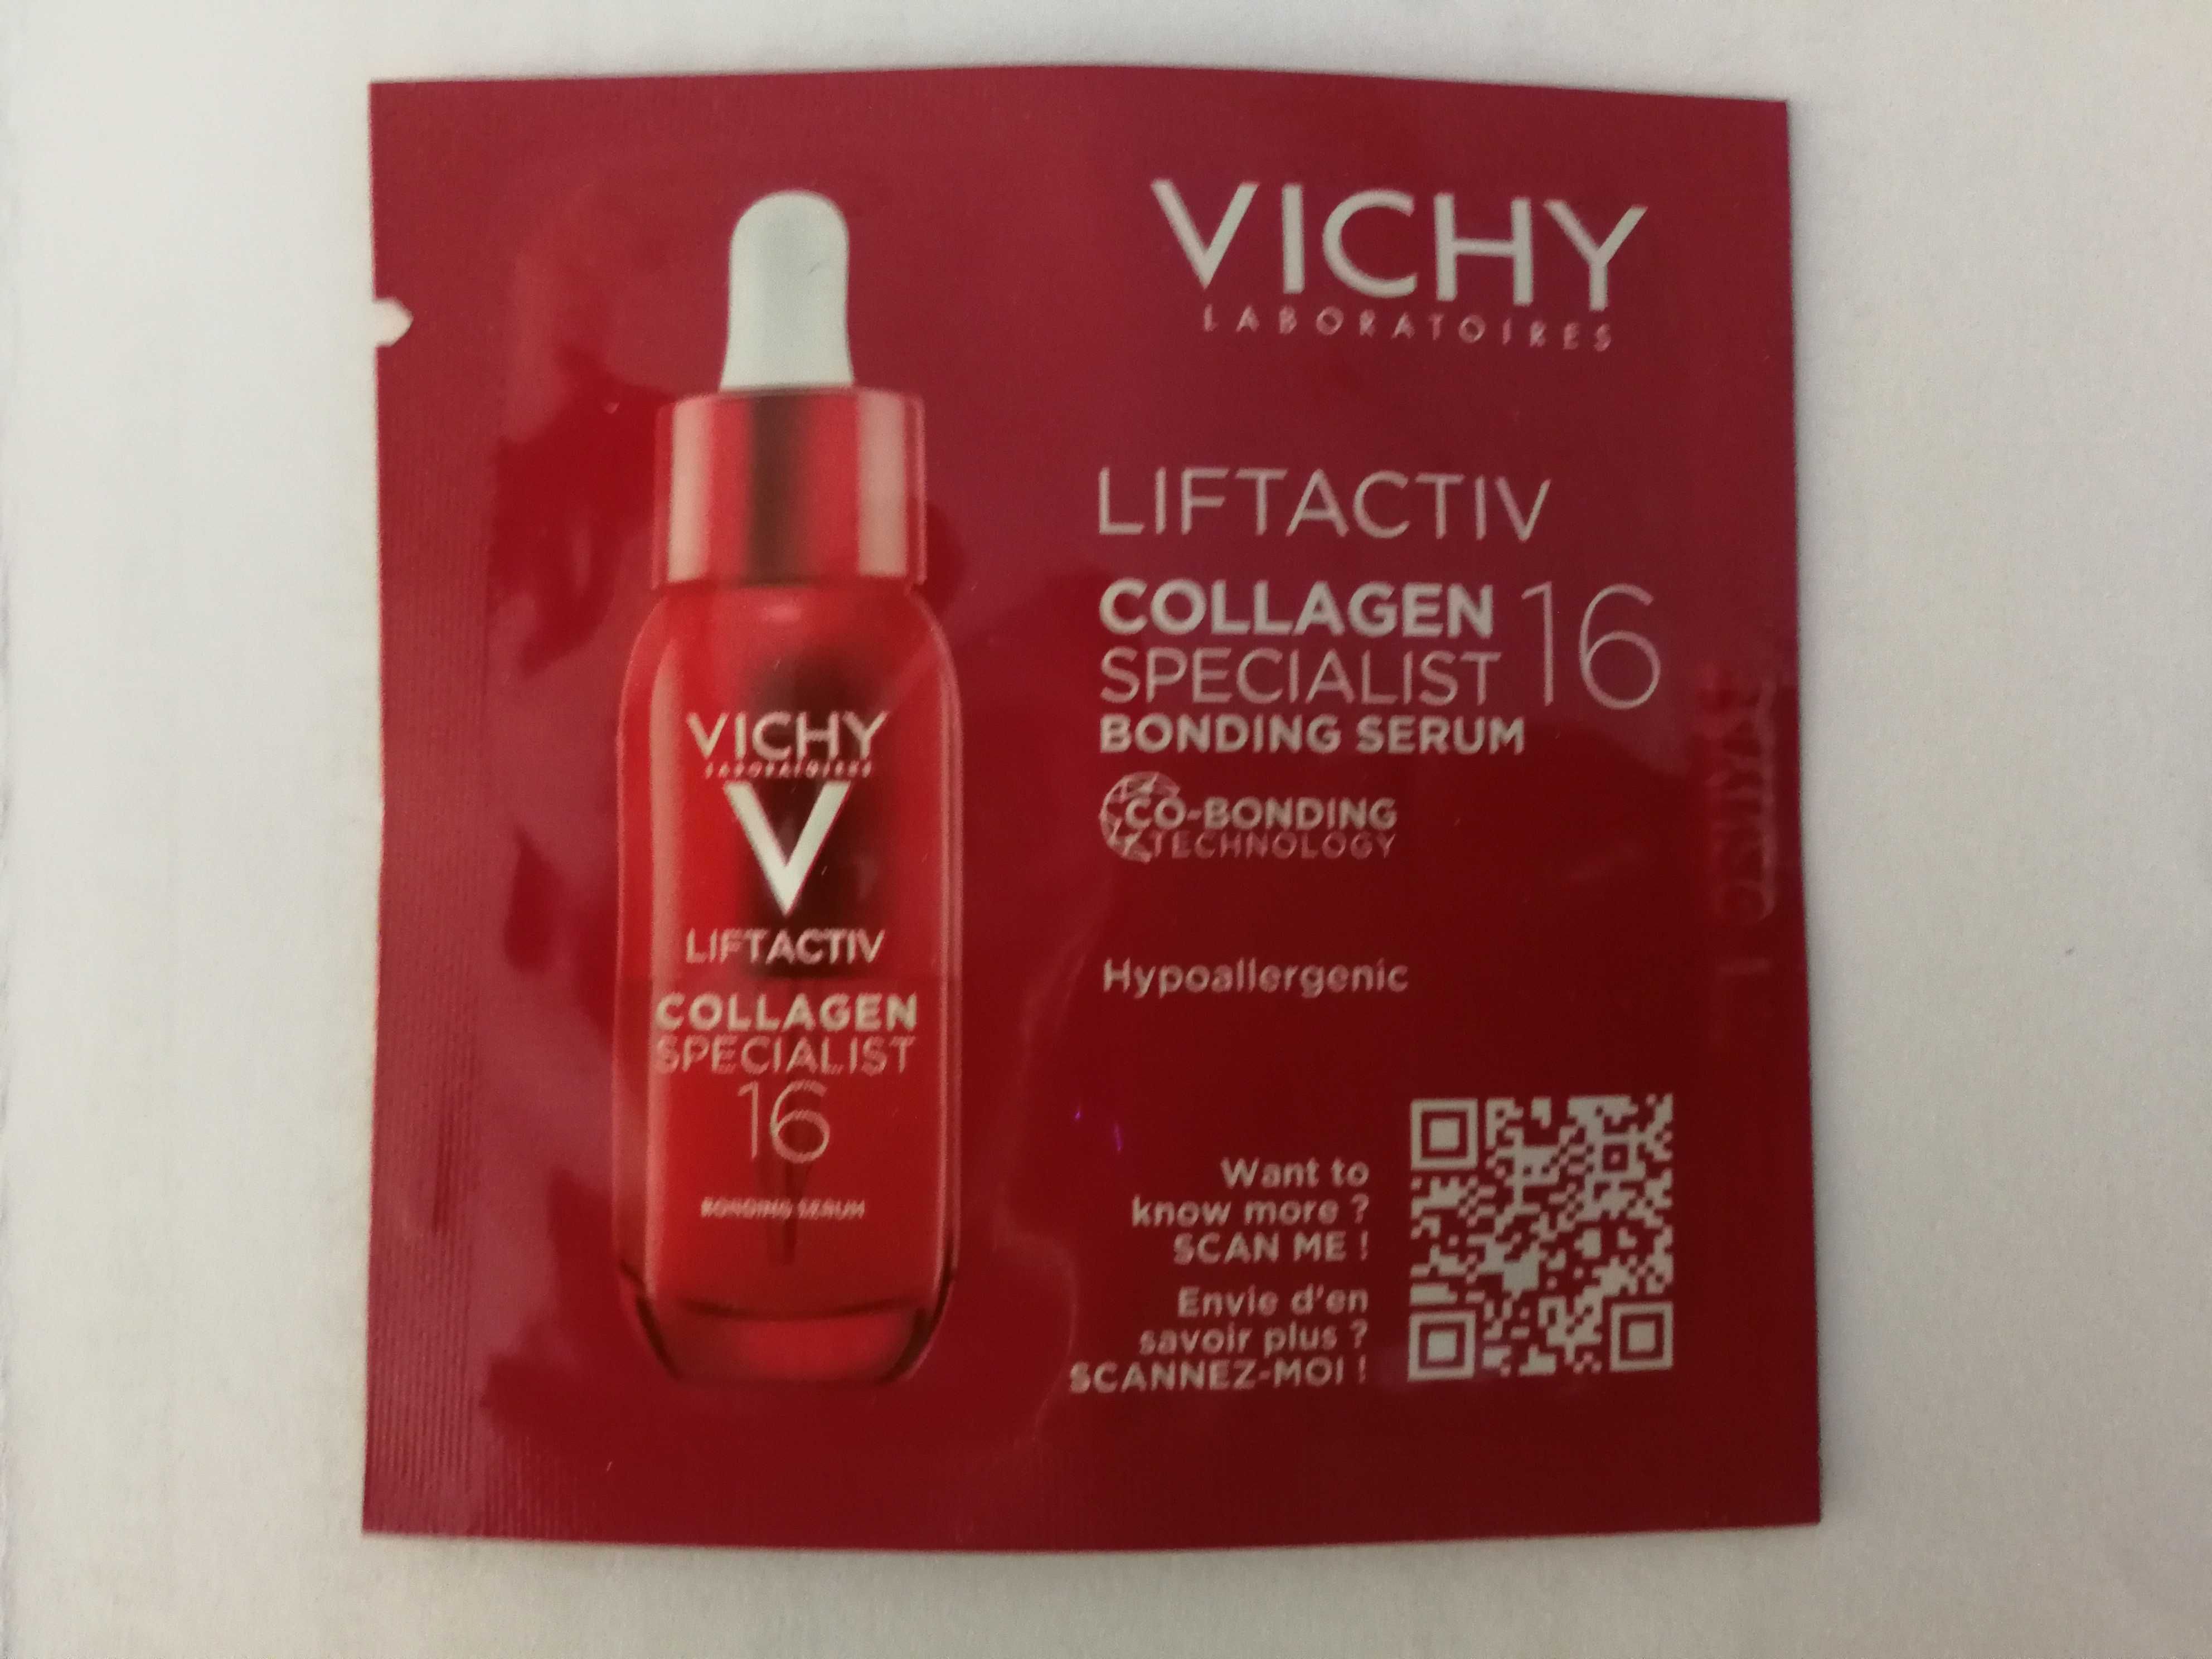 VICHY
LABORATOIRES
LIFTACTIV
COLLAGEN
SPECIALIST 16
BONDING SERUM
CO-BONDING
TECHNOLOGY
Hypoallergenic
Want to
know more ?
SCAN ME !
Envie d'en
savoir plus ?
SCANNEZ-MOI !
VICHY
LABORATOIRES
V
LIFTACTIV
COLLAGEN
SPECIALIST
16
BONDING SERUM